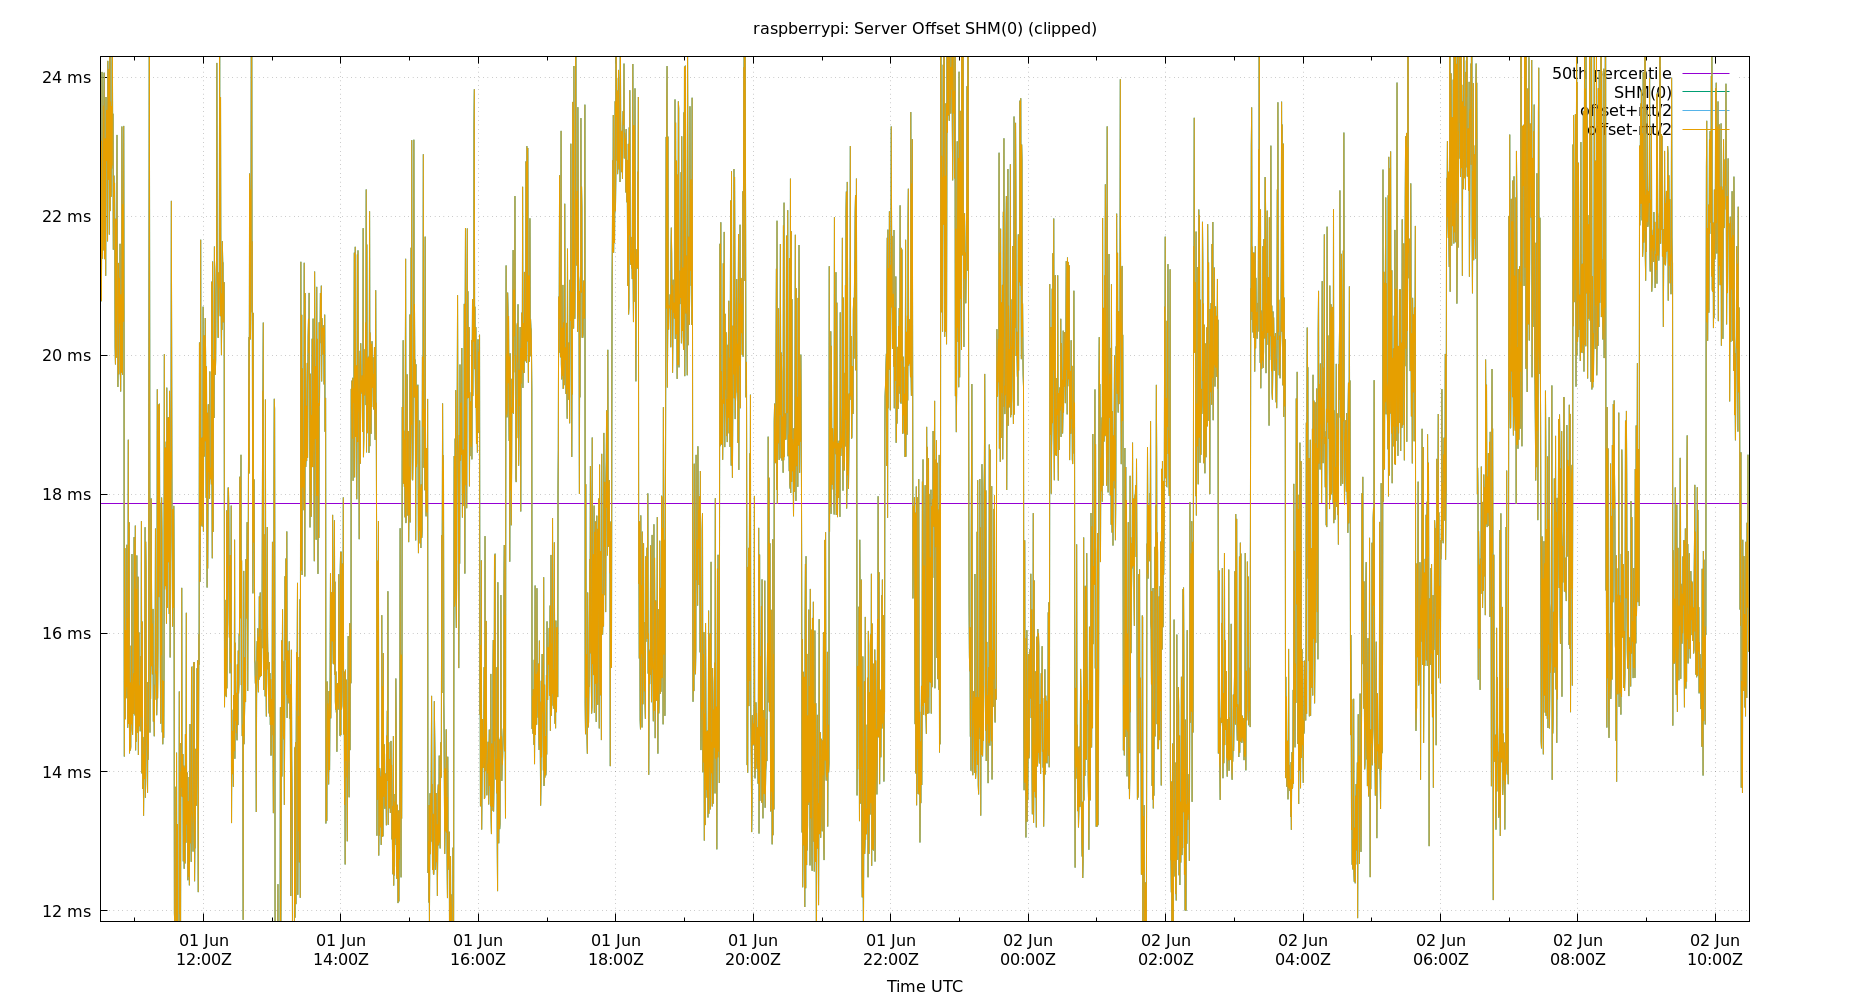 raspberrypi: Server Offset SHM(0) (clipped)
50th percentile
SHM(0)
offset+rtt/2
offset-rtt/2
24 ms
22 ms
20 ms
18 ms
16 ms
14 ms
12 ms
01 Jun 01 Jun 01 Jun 01 Jun 01 Jun 01 Jun 02 Jun 02 Jun 02 Jun 02 Jun 02 Jun 02 Jun
12:00Z 14:00Z 16:00Z 18:00Z 20:00Z 22:00Z 00:00Z 02:00Z 04:00Z 06:00Z 08:00Z 10:00Z
Time UTC